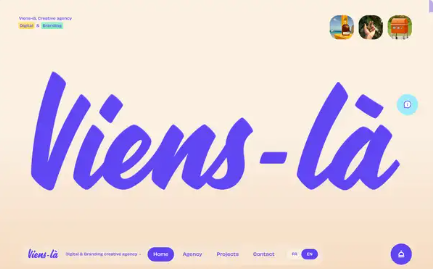 Viens-là, Creative agency
Digital & Branding
Viens-là
Viens-là Digital & Branding creative agency - Home Agency Projects Contact FR EN